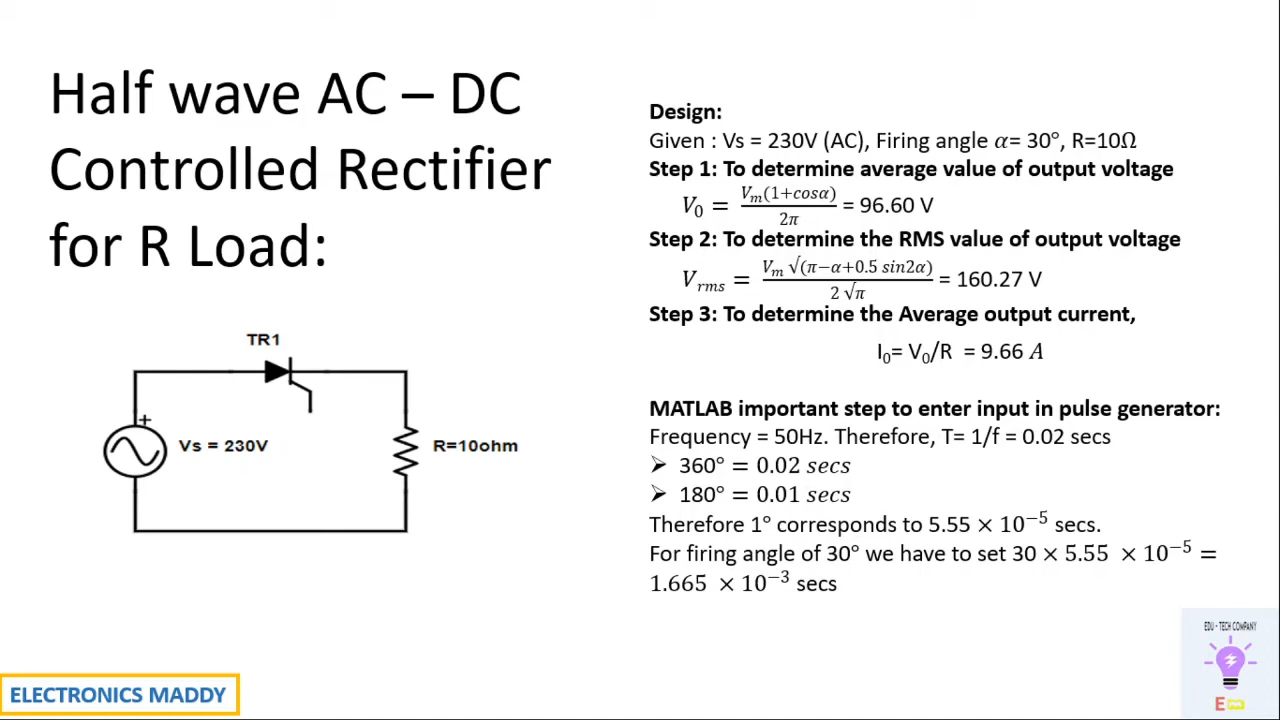 Half wave AC – DC
Controlled Rectifier
for R Load:
TR1
+
Vs = 230V
R=10ohm
Design:
Given : Vs = 230V (AC), Firing angle α= 30°, R=10Ω
Step 1: To determine average value of output voltage
V₀ = Vₘ(1+cosα)/2π = 96.60 V
Step 2: To determine the RMS value of output voltage
Vᵣₘₛ = Vₘ √(π−α+0.5 sin2α)/2 √π = 160.27 V
Step 3: To determine the Average output current,
I₀= V₀/R = 9.66 A
MATLAB important step to enter input in pulse generator:
Frequency = 50Hz. Therefore, T= 1/f = 0.02 secs
➢ 360° = 0.02 secs
➢ 180° = 0.01 secs
Therefore 1° corresponds to 5.55 × 10⁻⁵ secs.
For firing angle of 30° we have to set 30 × 5.55 × 10⁻⁵ =
1.665 × 10⁻³ secs
EDU - TECH COMPANY
ELECTRONICS MADDY